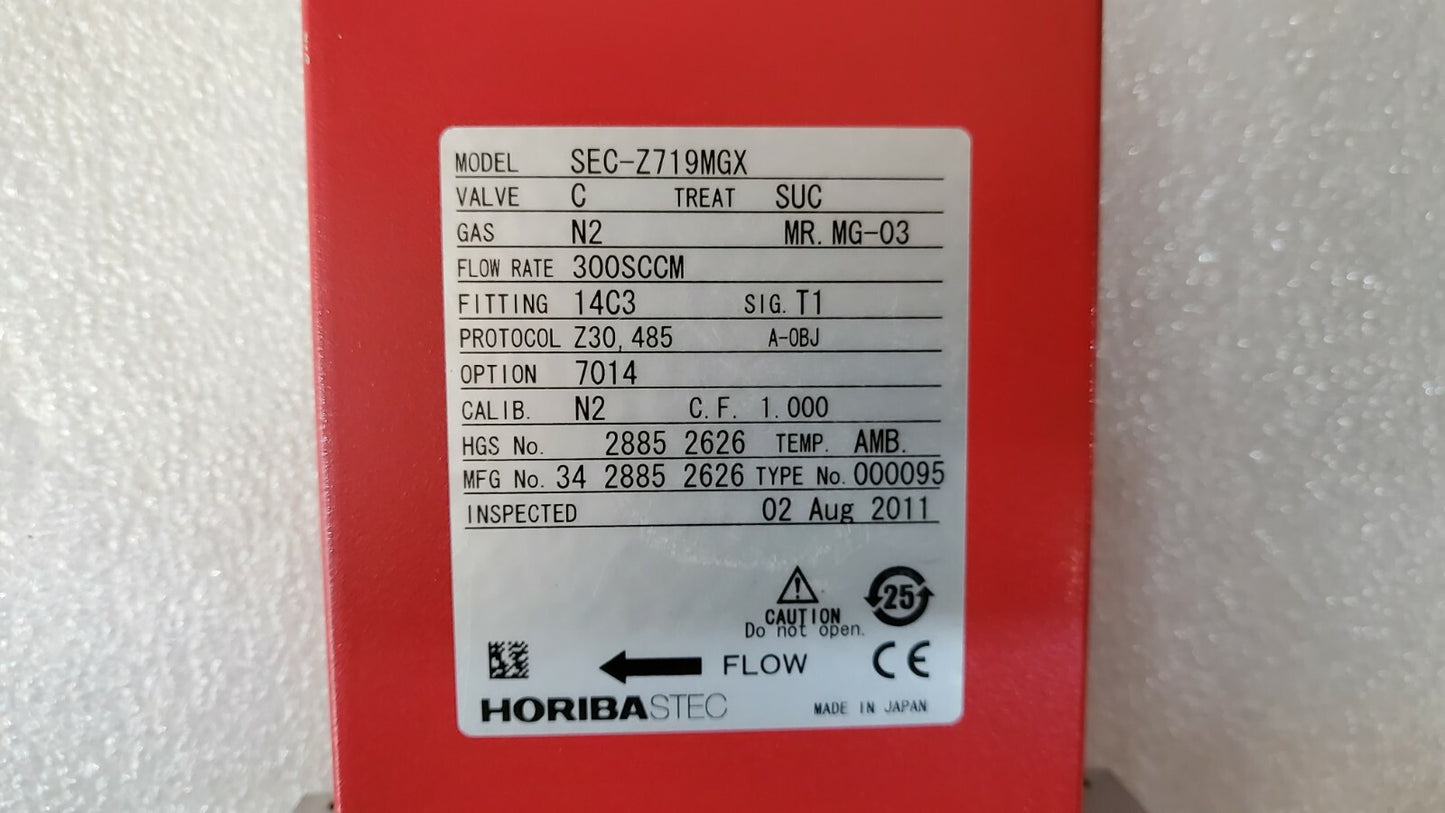 MODEL SEC-Z719MGX
VALVE C TREAT SUC
GAS N2 MR. MG-03
FLOW RATE 300SCCM
FITTING 14C3 SIG. T1
PROTOCOL Z30, 485 A-OBJ
OPTION 7014
CALIB. N2 C. F. 1. 000
HGS No. 2885 2626 TEMP. AMB.
MFG No. 34 2885 2626 TYPE No. 000095
INSPECTED 02 Aug 2011
CAUTION
Do not open.
25
FLOW
CE
HORIBASTEC
MADE IN JAPAN